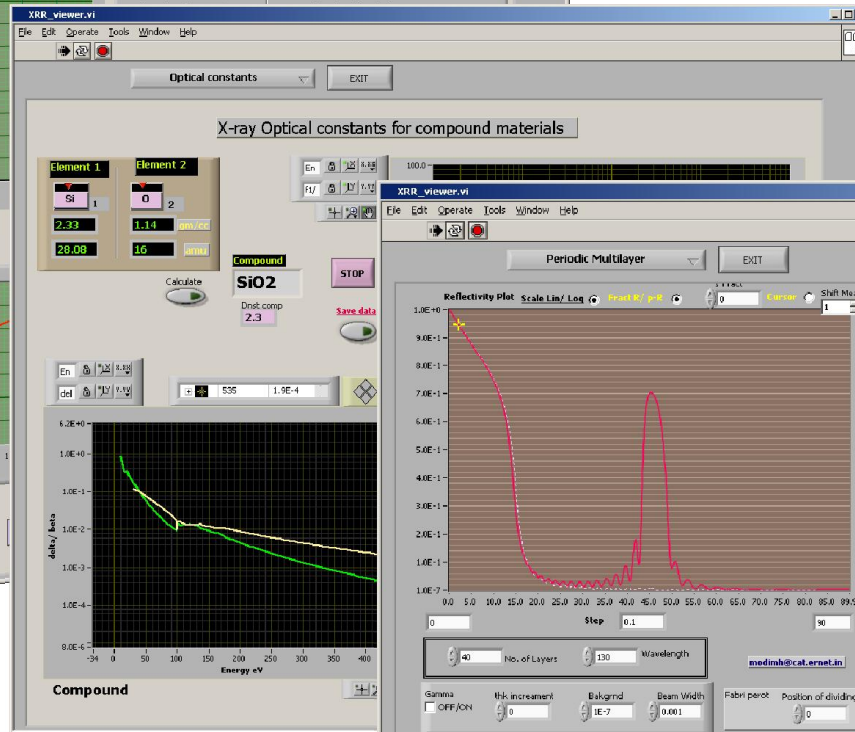 XRR_viewer.vi
File Edit Operate Tools Window Help
Optical constants
EXIT
X-ray Optical constants for compound materials
Element 1
Element 2
Si 1
O 2
2.33
1.14 gm/cc
28.08
16 amu
Calculate
Compound
SiO2
Dnst.comp
2.3
STOP
Save data
En
f1/
100.0
En
del
535 1.9E-4
6.2E+0
1.0E+0
1.0E-1
1.0E-2
1.0E-3
1.0E-4
8.0E-6
delta/ beta
-34 0 50 100 150 200 250 300 350 400
Energy eV
Compound
XRR_viewer.vi
File Edit Operate Tools Window Help
Periodic Multilayer
EXIT
Reflectivity Plot
Scale Lin/ Log
Fract R/ p-R
0
Cursor
Shift Mea
1
1.0E+0
9.0E-1
8.0E-1
7.0E-1
6.0E-1
5.0E-1
4.0E-1
3.0E-1
2.0E-1
1.0E-1
1.0E-7
0.0 5.0 10.0 15.0 20.0 25.0 30.0 35.0 40.0 45.0 50.0 55.0 60.0 65.0 70.0 75.0 80.0 85.0 89.9
0
Step 0.1
90
40 No. of Layers
130 Wavelength
modimh@cat.ernet.in
Gamma
OFF/ON
thk increament
0
Bakgrnd
1E-7
Beam Width
0.001
Fabri perot
Position of dividing
0